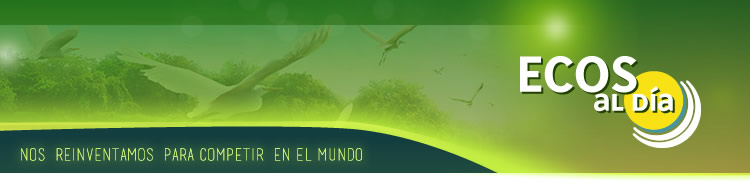 ECOS
aL Día
NOS REINVENTAMOS PARA COMPETIR EN EL MUNDO